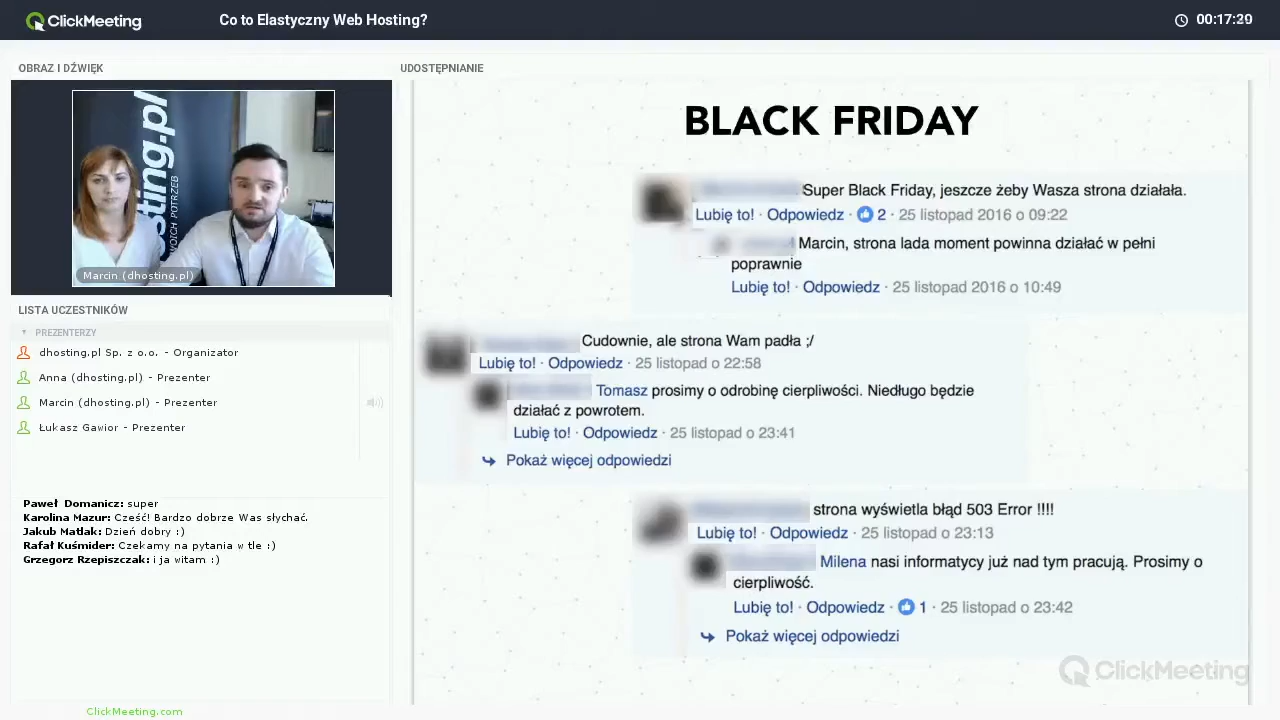 ClickMeeting
Co to Elastyczny Web Hosting?
00:17:29
OBRAZ I DŹWIĘK
UDOSTĘPNIANIE
sting.pl
WOICH POTRZEB
Marcin (dhosting.pl)
LISTA UCZESTNIKÓW
PREZENTERZY
dhosting.pl Sp. z o.o. - Organizator
Anna (dhosting.pl) - Prezenter
Marcin (dhosting.pl) - Prezenter
Łukasz Gawior - Prezenter
Paweł Domanicz: super
Karolina Mazur: Cześć! Bardzo dobrze Was słychać.
Jakub Matlak: Dzień dobry :)
Rafał Kuśmider: Czekamy na pytania w tle :)
Grzegorz Rzepiszczak: i ja witam :)
ClickMeeting.com
BLACK FRIDAY
Super Black Friday, jeszcze żeby Wasza strona działała.
Lubię to! · Odpowiedz · 2 · 25 listopad 2016 o 09:22
Marcin, strona lada moment powinna działać w pełni
poprawnie
Lubię to! · Odpowiedz · 25 listopad 2016 o 10:49
Cudownie, ale strona Wam padła ;/
Lubię to! · Odpowiedz · 25 listopad o 22:58
Tomasz prosimy o odrobinę cierpliwości. Niedługo będzie
działać z powrotem.
Lubię to! · Odpowiedz · 25 listopad o 23:41
Pokaż więcej odpowiedzi
strona wyświetla błąd 503 Error !!!!
Lubię to! · Odpowiedz · 25 listopad o 23:13
Milena nasi informatycy już nad tym pracują. Prosimy o
cierpliwość.
Lubię to! · Odpowiedz · 1 · 25 listopad o 23:42
Pokaż więcej odpowiedzi
ClickMeeting